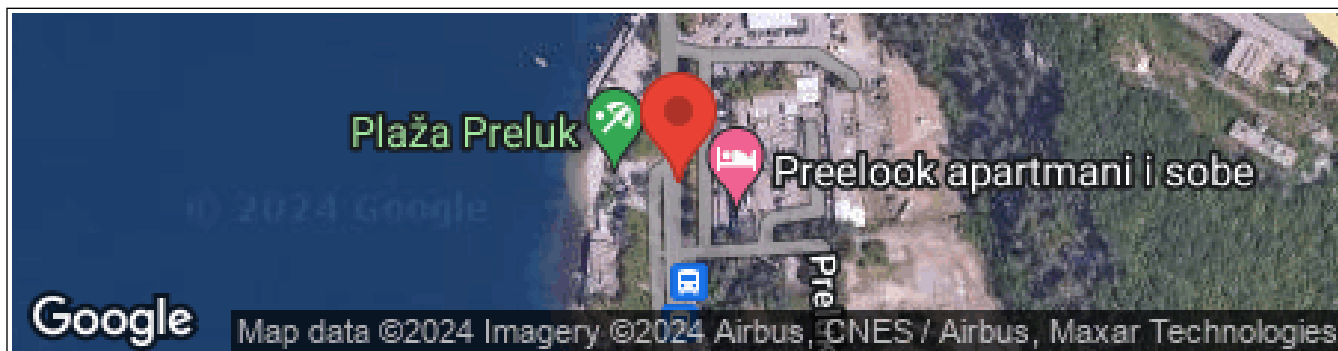 Plaža Preluk
Preelook apartmani i sobe
© 2024 Google
Google
Map data ©2024 Imagery ©2024 Airbus, CNES / Airbus, Maxar Technologies